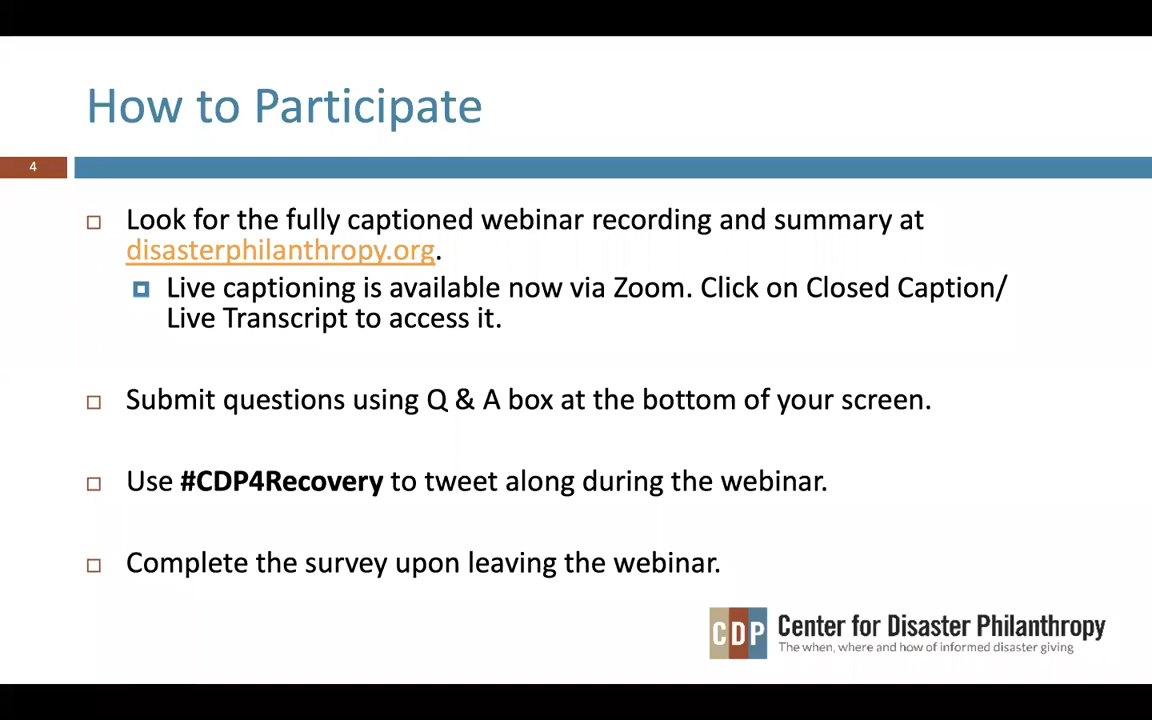 How to Participate
4
Look for the fully captioned webinar recording and summary at
disasterphilanthropy.org.
Live captioning is available now via Zoom. Click on Closed Caption/
Live Transcript to access it.
Submit questions using Q & A box at the bottom of your screen.
Use #CDP4Recovery to tweet along during the webinar.
Complete the survey upon leaving the webinar.
CDP Center for Disaster Philanthropy
The when, where and how of informed disaster giving